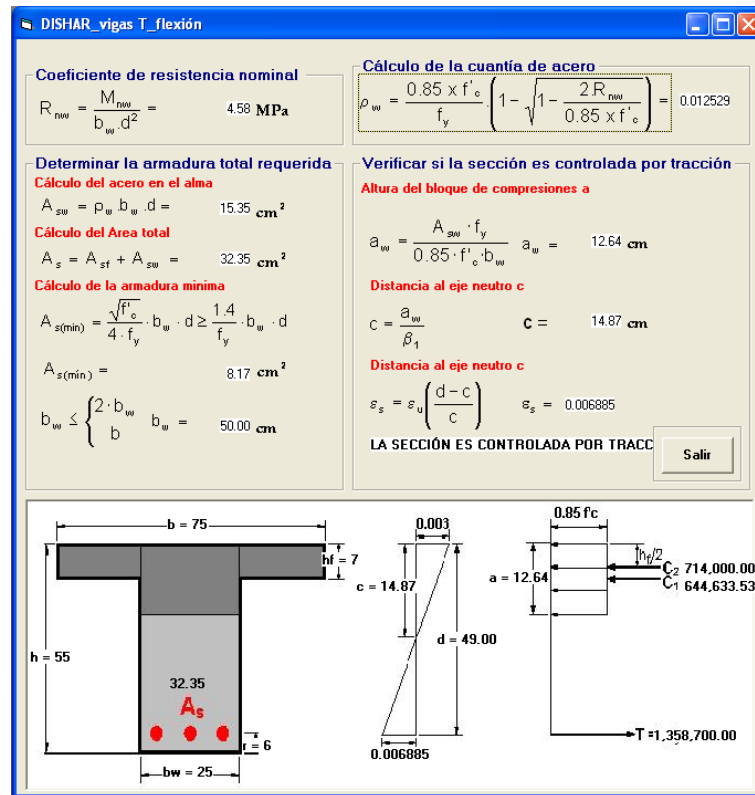 DISHAR_vigas T_flexión
Coeficiente de resistencia nominal
R_nw = M_nw / (b_w.d²) = 4.58 MPa
Cálculo de la cuantía de acero
ρ_w = (0.85 x f'_c / f_y).(1 - √(1 - 2.R_nw / (0.85 x f'_c))) = 0.012529
Determinar la armadura total requerida
Cálculo del acero en el alma
A_sw = ρ_w.b_w.d = 15.35 cm²
Cálculo del Area total
A_s = A_sf + A_sw = 32.35 cm²
Cálculo de la armadura minima
A_s(min) = √f'_c / (4·f_y) · b_w · d ≥ 1.4 / f_y · b_w · d
A_s(mín) = 8.17 cm²
b_w ≤ { 2·b_w
b
b_w = 50.00 cm
Verificar si la sección es controlada por tracción
Altura del bloque de compresiones a
a_w = A_sw · f_y / (0.85·f'_c·b_w) a_w = 12.64 cm
Distancia al eje neutro c
c = a_w / β_1 c = 14.87 cm
Distancia al eje neutro c
ε_s = ε_u((d-c) / c) ε_s = 0.006885
LA SECCIÓN ES CONTROLADA POR TRACC
Salir
b = 75
hf = 7
h = 55
32.35
A_s
r = 6
bw = 25
0.003
c = 14.87
d = 49.00
0.006885
0.85 f'c
h_f/2
a = 12.64
C_2 714,000.00
C_1 644,633.53
T =1,358,700.00